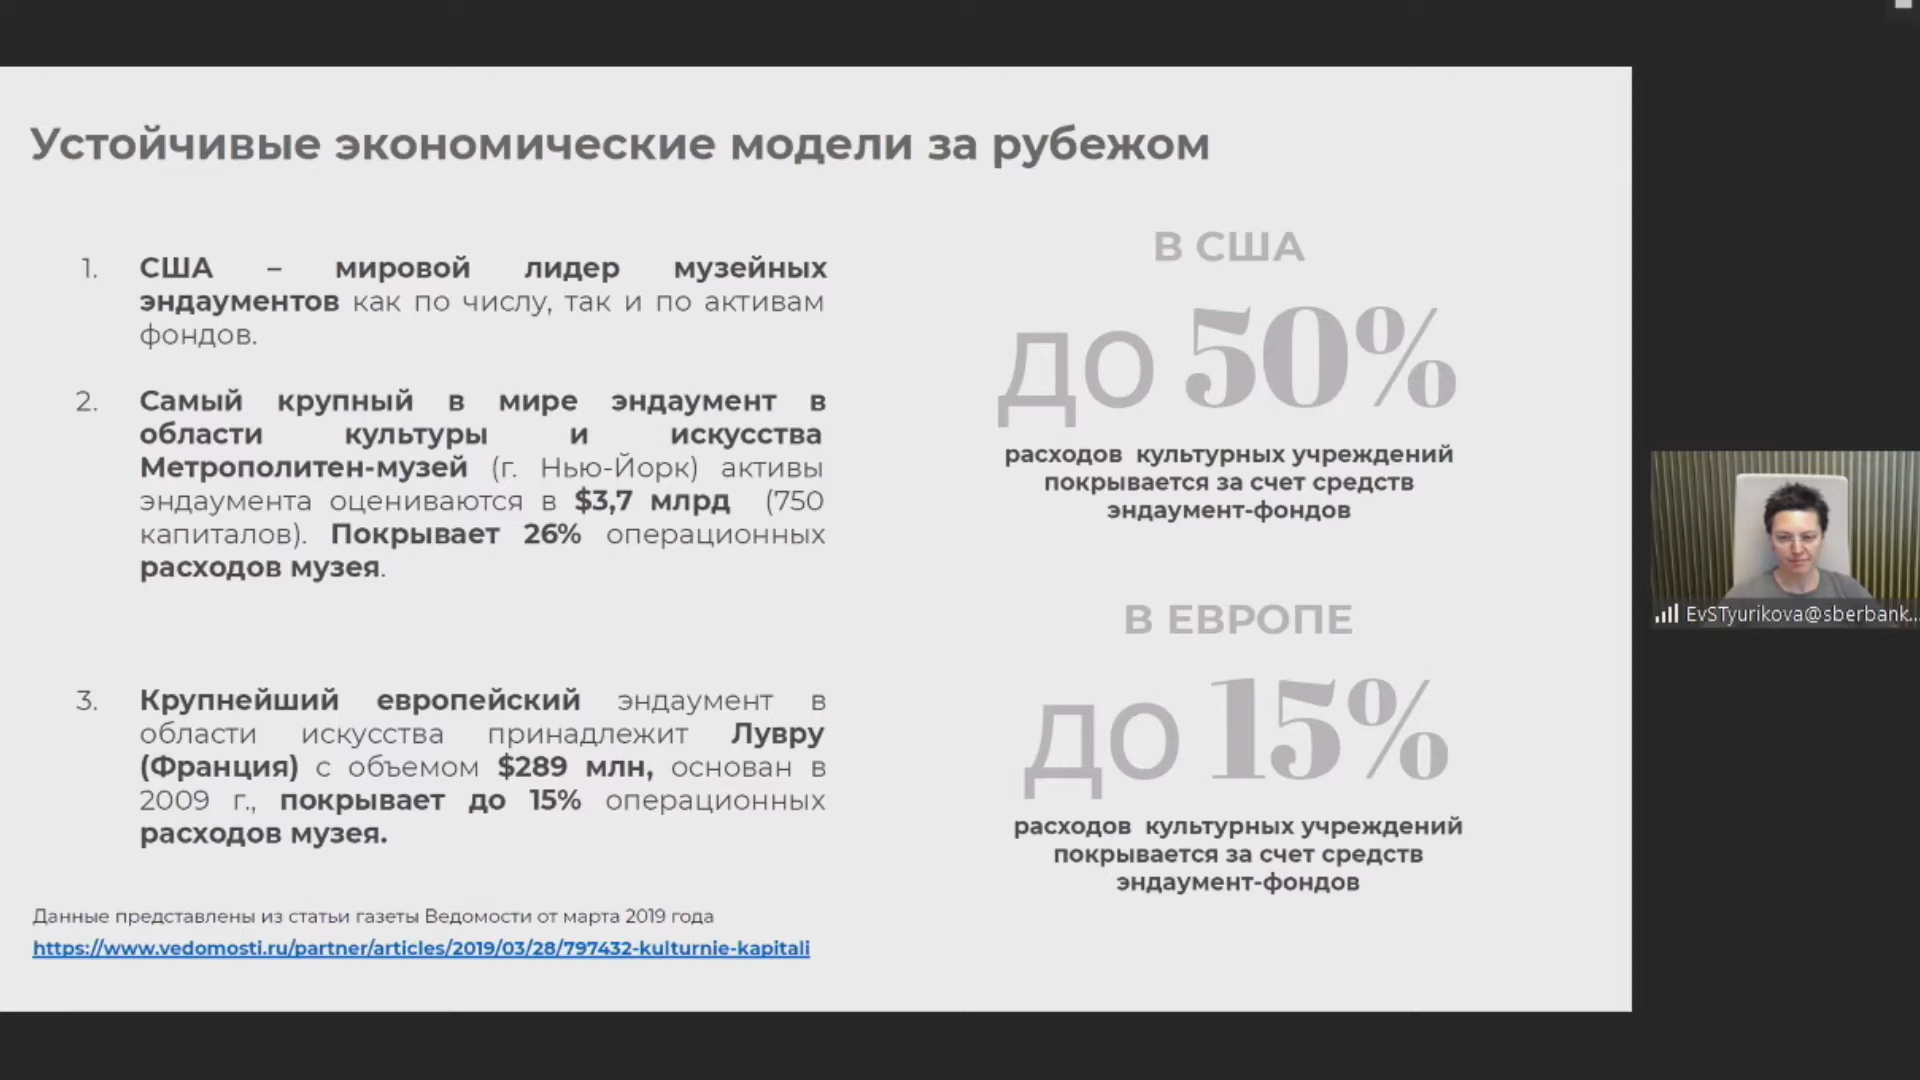 Устойчивые экономические модели за рубежом
1. США – мировой лидер музейных
эндаументов как по числу, так и по активам
фондов.
2. Самый крупный в мире эндаумент в
области культуры и искусства
Метрополитен-музей (г. Нью-Йорк) активы
эндаумента оцениваются в $3,7 млрд (750
капиталов). Покрывает 26% операционных
расходов музея.
3. Крупнейший европейский эндаумент в
области искусства принадлежит Лувру
(Франция) с объемом $289 млн, основан в
2009 г., покрывает до 15% операционных
расходов музея.
Данные представлены из статьи газеты Ведомости от марта 2019 года
https://www.vedomosti.ru/partner/articles/2019/03/28/797432-kulturnie-kapitali
В США
ДО 50%
расходов культурных учреждений
покрывается за счет средств
эндаумент-фондов
В ЕВРОПЕ
ДО 15%
расходов культурных учреждений
покрывается за счет средств
эндаумент-фондов
EvSTyurikova@sberbank...